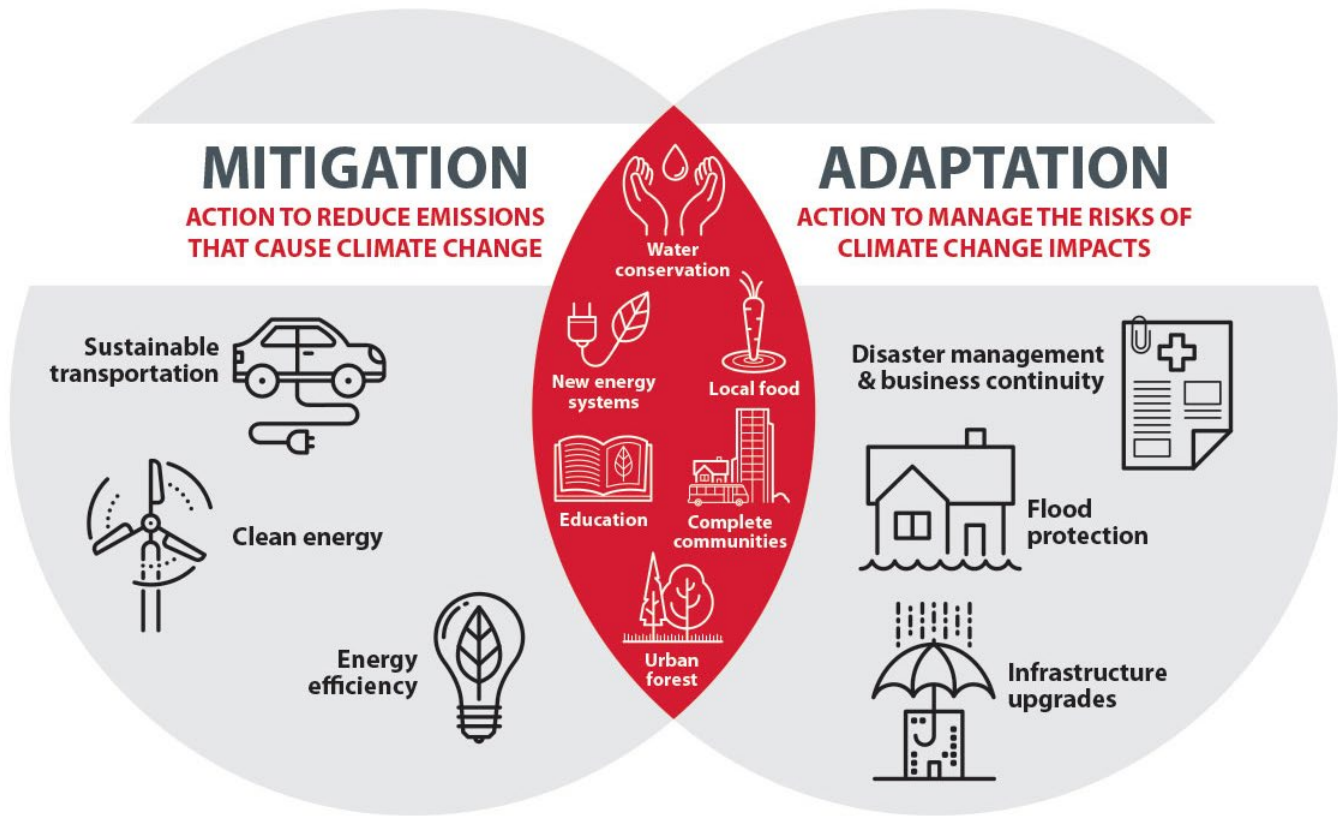 MITIGATION
ACTION TO REDUCE EMISSIONS
THAT CAUSE CLIMATE CHANGE
Sustainable
transportation
Clean energy
Energy
efficiency
Water
conservation
New energy
systems
Local food
Education
Complete
communities
Urban
forest
ADAPTATION
ACTION TO MANAGE THE RISKS OF
CLIMATE CHANGE IMPACTS
Disaster management
& business continuity
Flood
protection
Infrastructure
upgrades